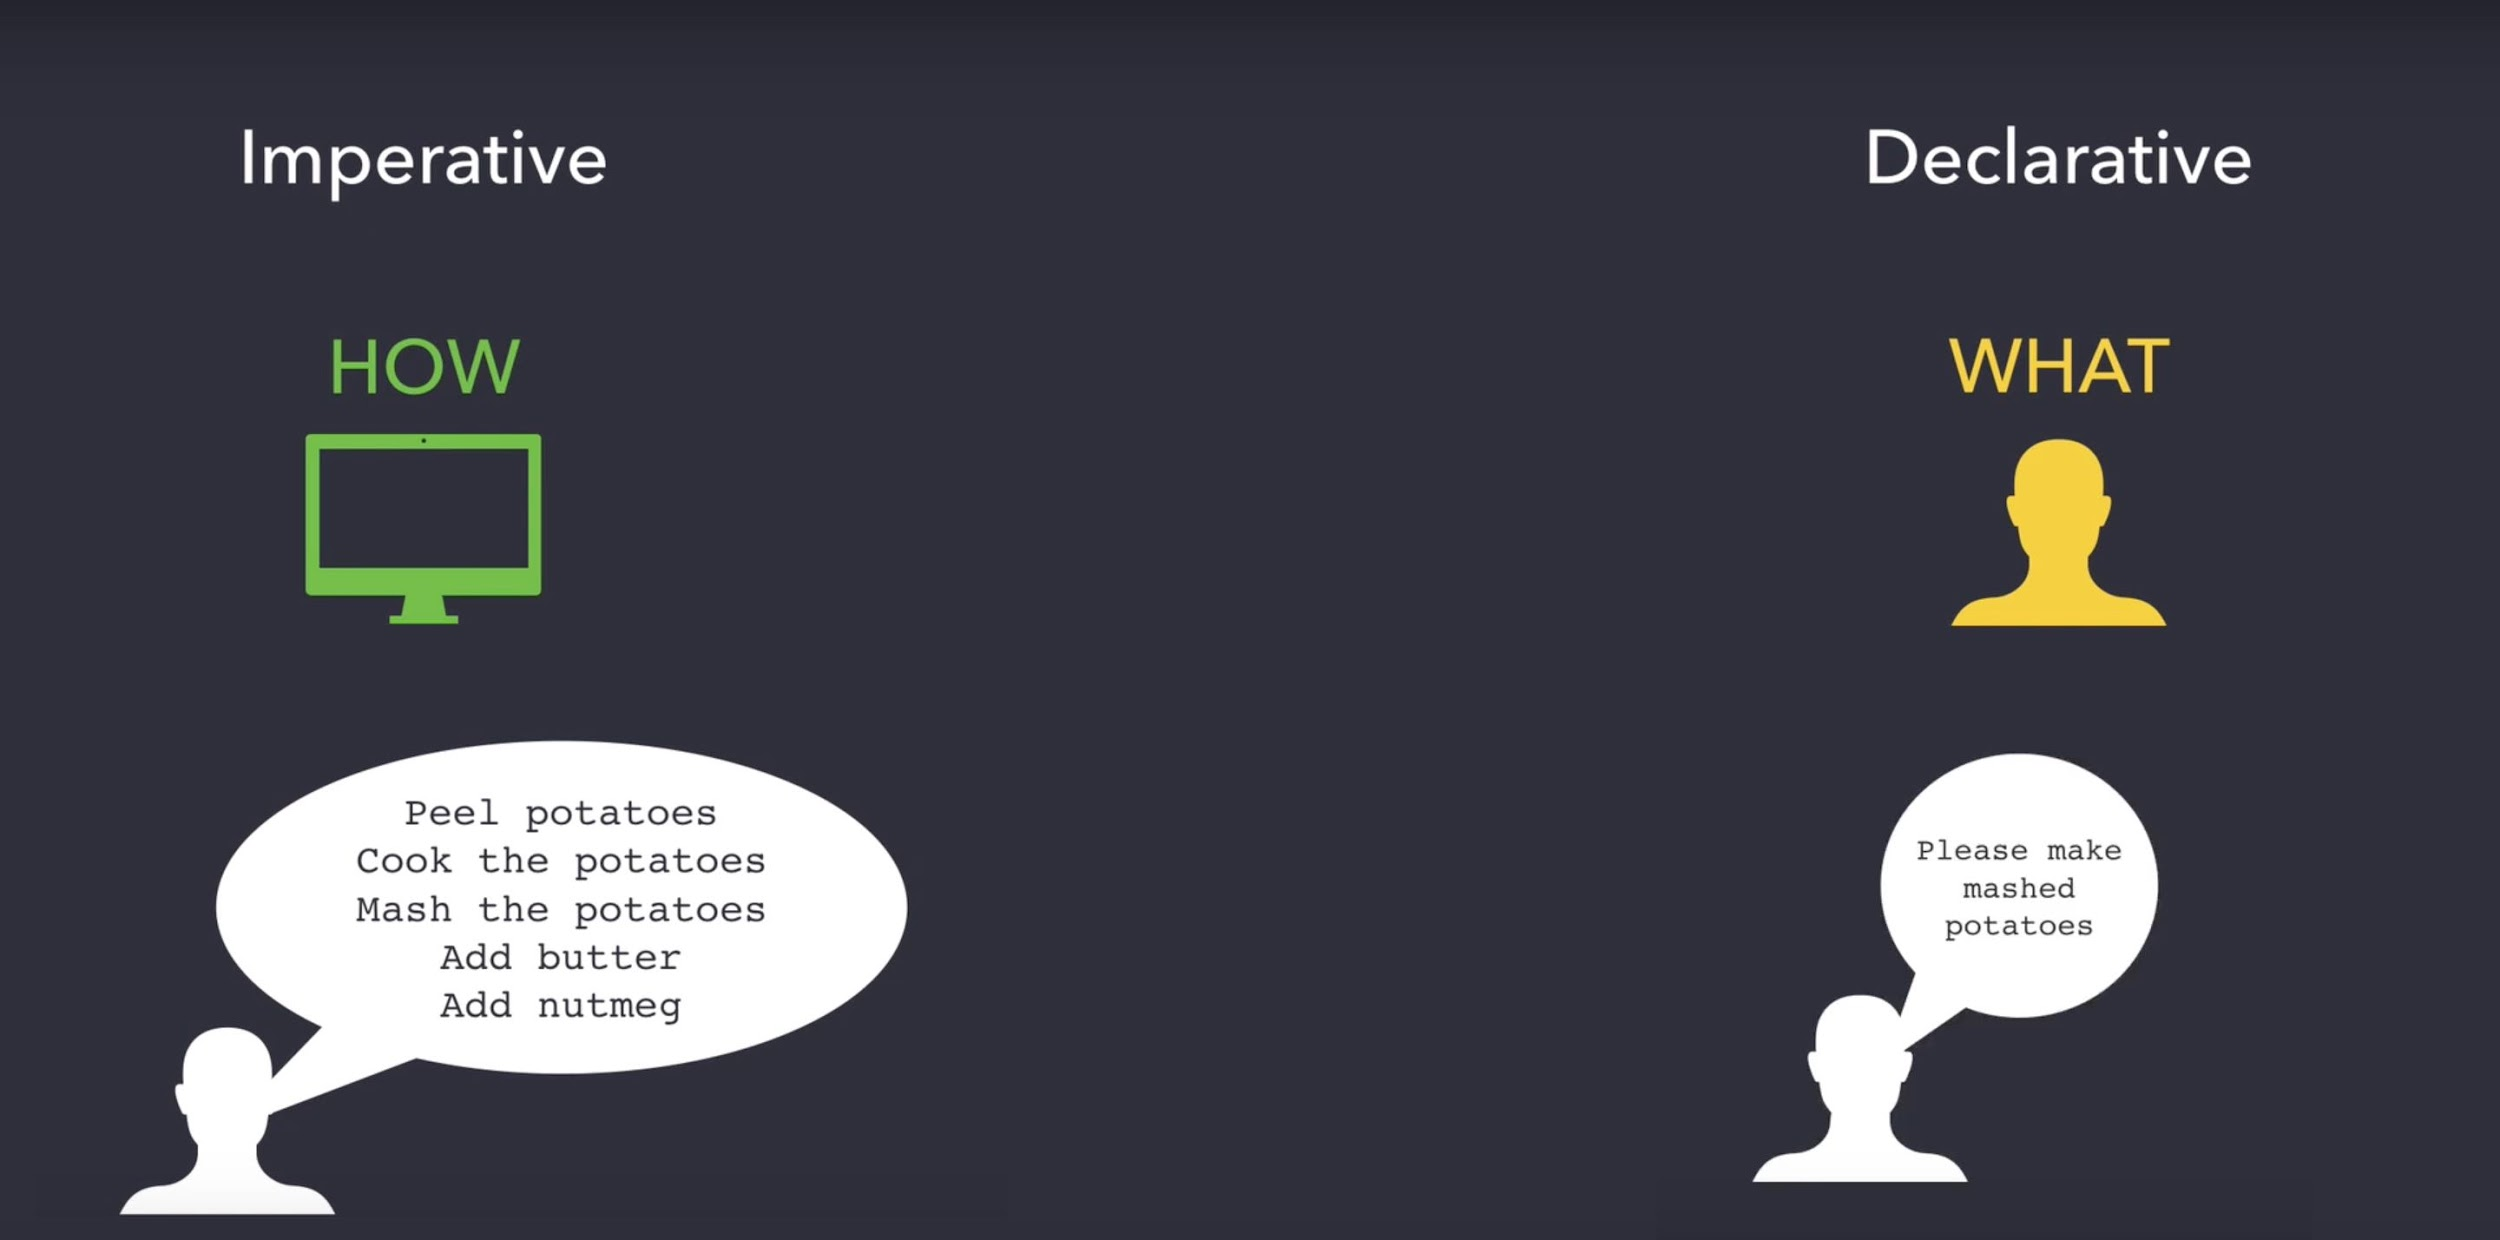 Imperative
Declarative
HOW
WHAT
Peel potatoes
Cook the potatoes
Mash the potatoes
Add butter
Add nutmeg
Please make
mashed
potatoes